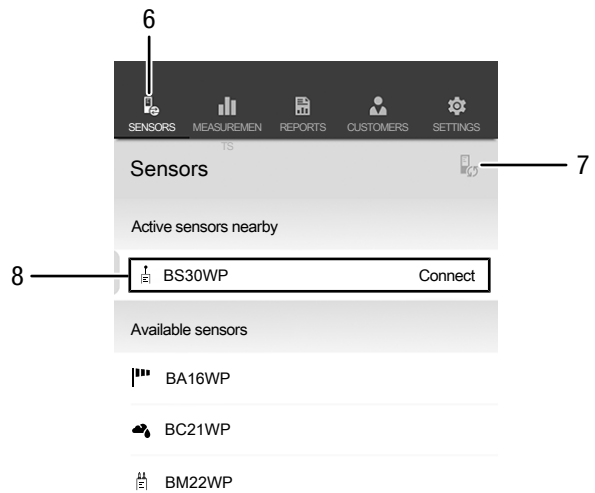 6
SENSORS MEASUREMEN REPORTS CUSTOMERS SETTINGS
TS
Sensors
7
Active sensors nearby
8
BS30WP Connect
Available sensors
BA16WP
BC21WP
BM22WP